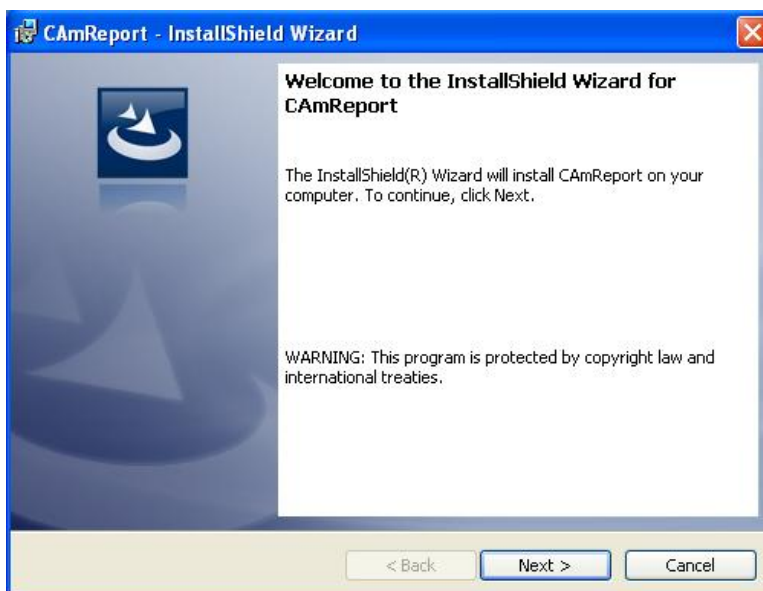 CAmReport - InstallShield Wizard
Welcome to the InstallShield Wizard for
CAmReport
The InstallShield(R) Wizard will install CAmReport on your
computer. To continue, click Next.
WARNING: This program is protected by copyright law and
international treaties.
< Back
Next >
Cancel